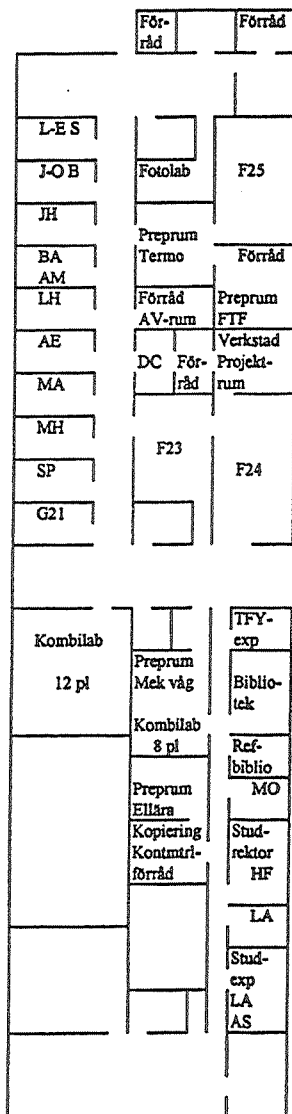 För-
råd
Förråd
L-E S
J-O B
Fotolab
F25
JH
Preprum
Termo
BA
AM
Förråd
LH
Förråd
AV-rum
Preprum
FTF
AE
Verkstad
DC
För-
råd
Projekt-
rum
MA
MH
F23
SP
F24
G21
Kombilab
12 pl
TFY-
exp
Preprum
Mek våg
Biblio-
tek
Kombilab
8 pl
Ref-
biblio
MO
Preprum
Ellära
Kopiering
Kontmtrl-
förråd
Stud-
rektor
HF
LA
Stud-
exp
LA
AS